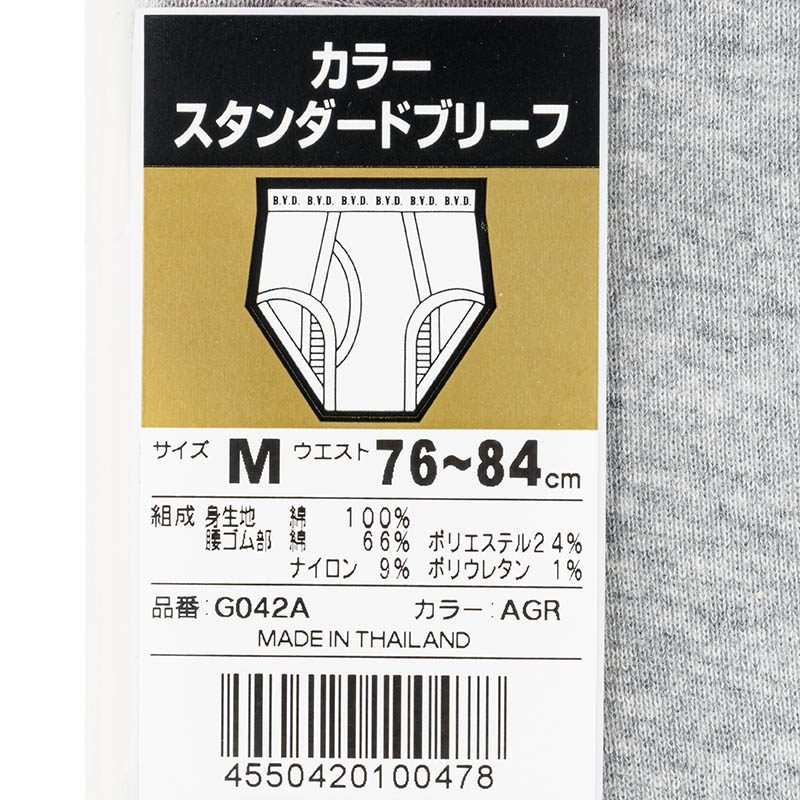 カラー
スタンダードブリーフ
B.V.D. B.V.D. B.V.D. B.V.D. B.V.D. B.V.D.
サイズ M ウエスト 76~84cm
組成 身生地 綿 100%
腰ゴム部 綿 66% ポリエステル24%
ナイロン 9% ポリウレタン 1%
品番:G042A カラー:AGR
MADE IN THAILAND
4550420100478